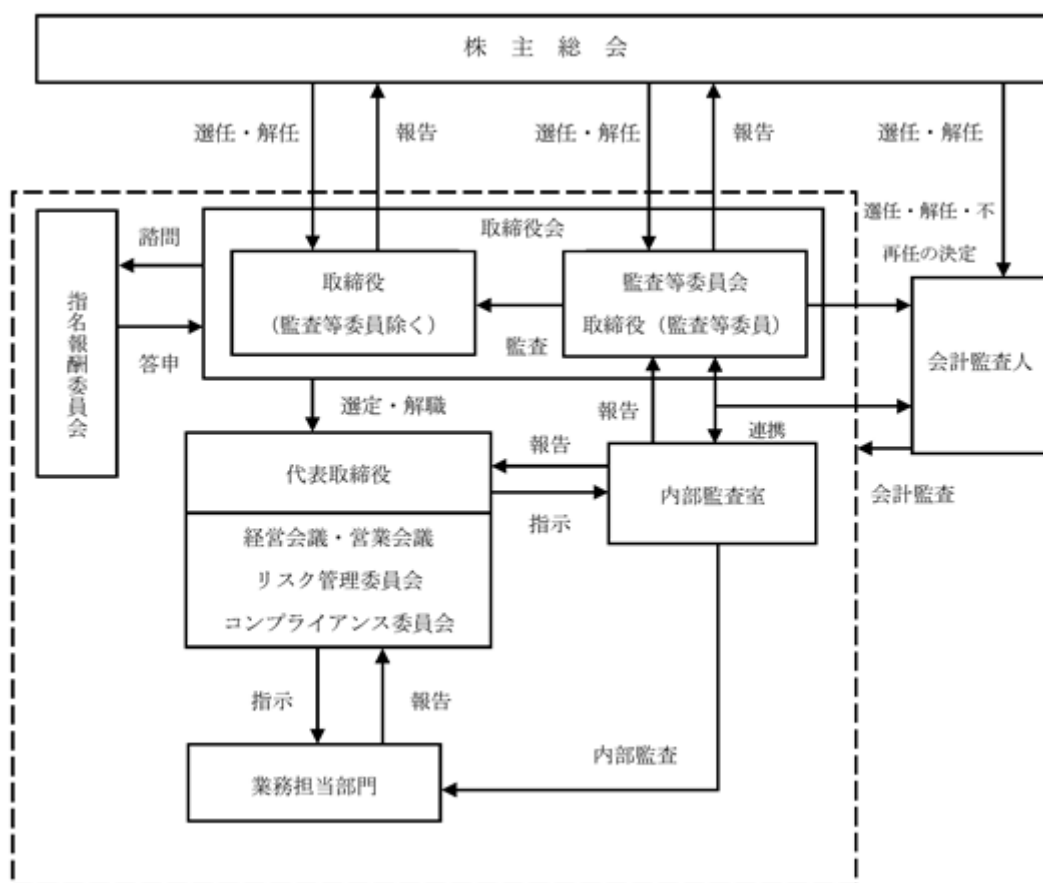 株 主 総 会
選任・解任
報告
選任・解任
報告
選任・解任
選任・解任・不
再任の決定
取締役会
諮問
答申
指名報酬委員会
取締役
(監査等委員除く)
監査等委員会
取締役(監査等委員)
監査
会計監査人
選定・解職
報告
連携
報告
指示
代表取締役
経営会議・営業会議
リスク管理委員会
コンプライアンス委員会
内部監査室
会計監査
指示
報告
内部監査
業務担当部門